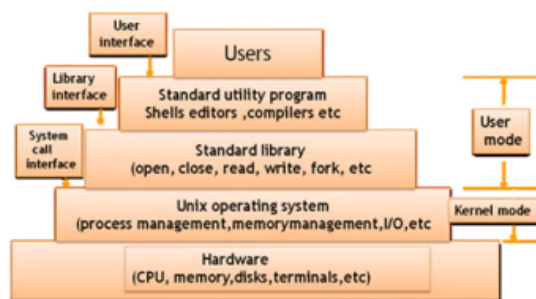 User
interface
Users
Library
interface
Standard utility program
Shells editors ,compilers etc
System
call
interface
Standard library
(open, close, read, write, fork, etc
User
mode
Unix operating system
(process management,memorymanagement,I/O,etc
Kernel mode
Hardware
(CPU, memory,disks,terminals,etc)